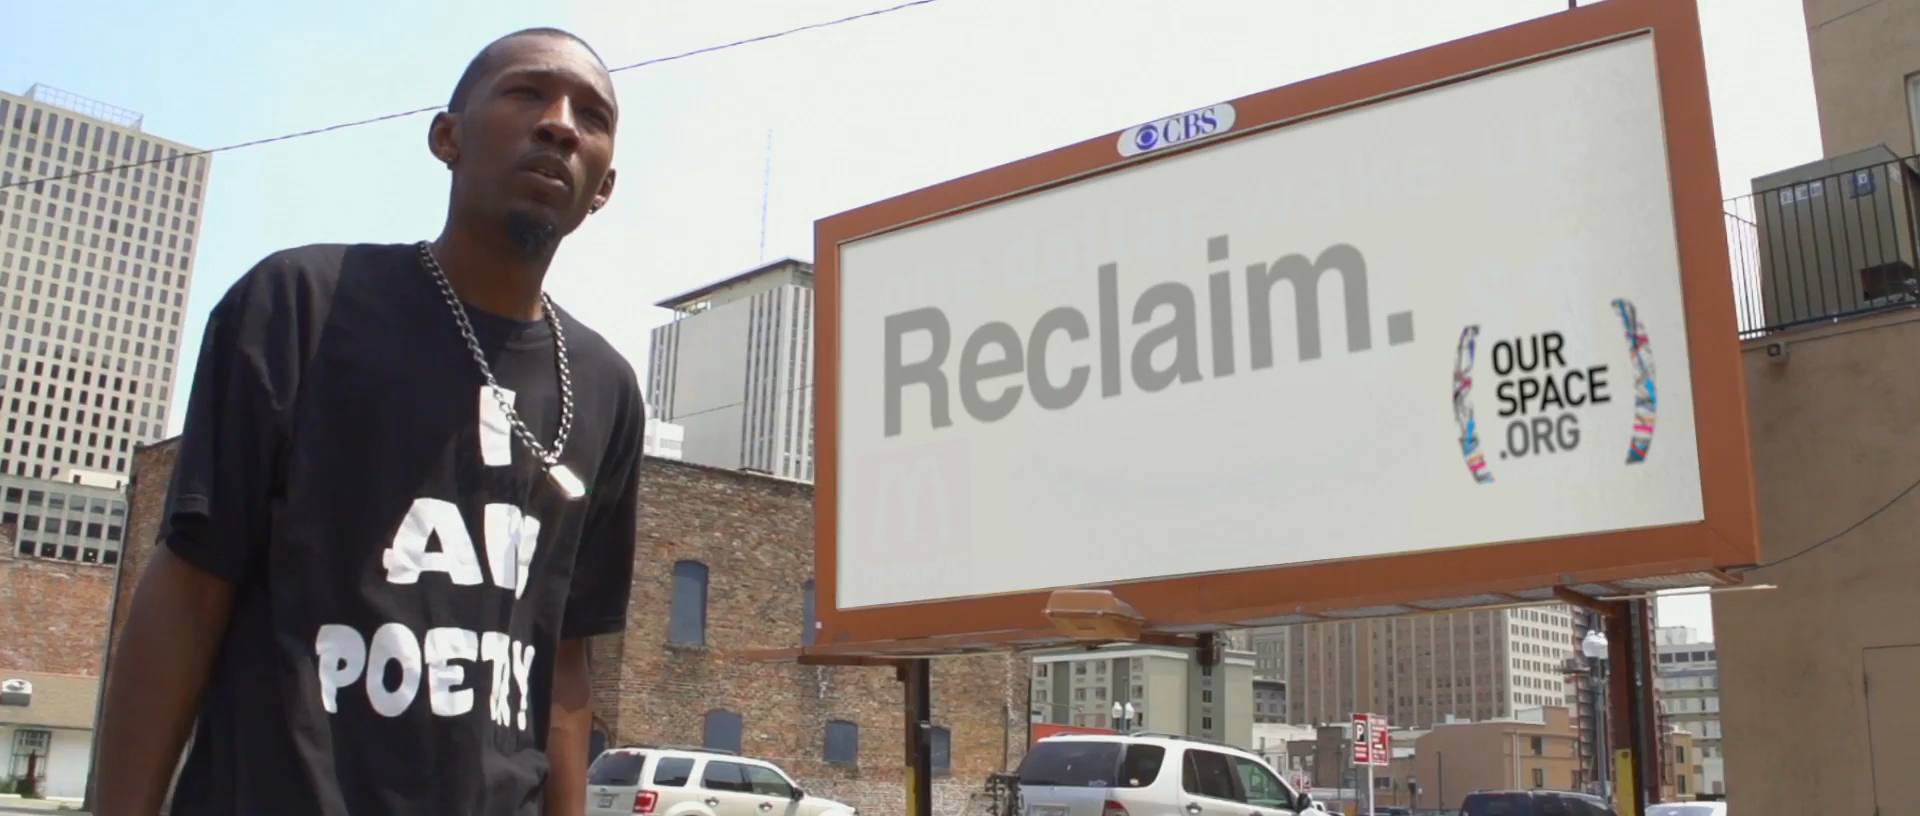 CBS
Reclaim.
OUR
SPACE
.ORG
I
AM
POETRY!
P